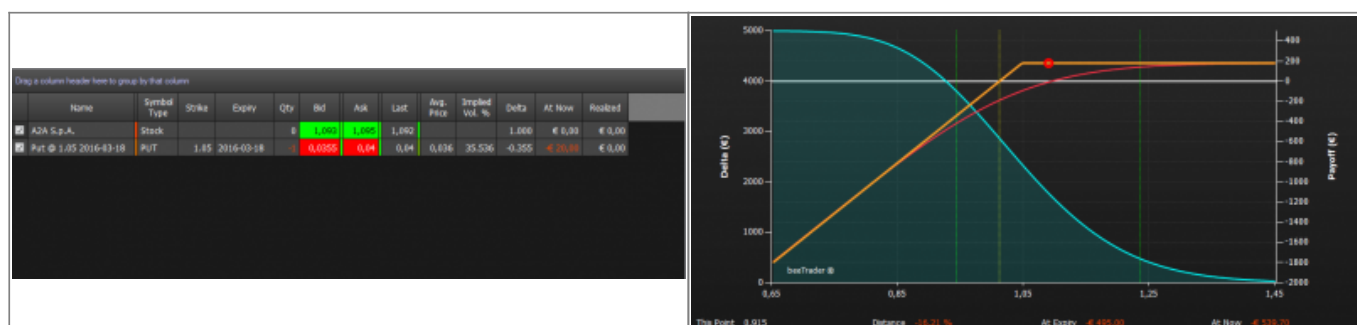 Drag a column header here to group by that column
Name Symbol Type Strike Expiry Qty Bid Ask Last Avg. Price Implied Vol. % Delta At Now Realized
A2A S.p.A. Stock 0 1,093 1,095 1,092 1.000 € 0,00 € 0,00
Put @ 1.05 2016-03-18 PUT 1.05 2016-03-18 0,0355 0,04 0,04 0,036 35.536 -0.355 € 0,00
5000
4000
3000
2000
1000
0
Delta (€)
400
200
0
-200
-400
-600
-800
-1000
-1200
-1400
-1600
-1800
-2000
Payoff (€)
beeTrader ®
0,65 0,85 1,05 1,25 1,45
This Point 0,915 Distance -16,21 % At Expiry -€ 495,00 At Now